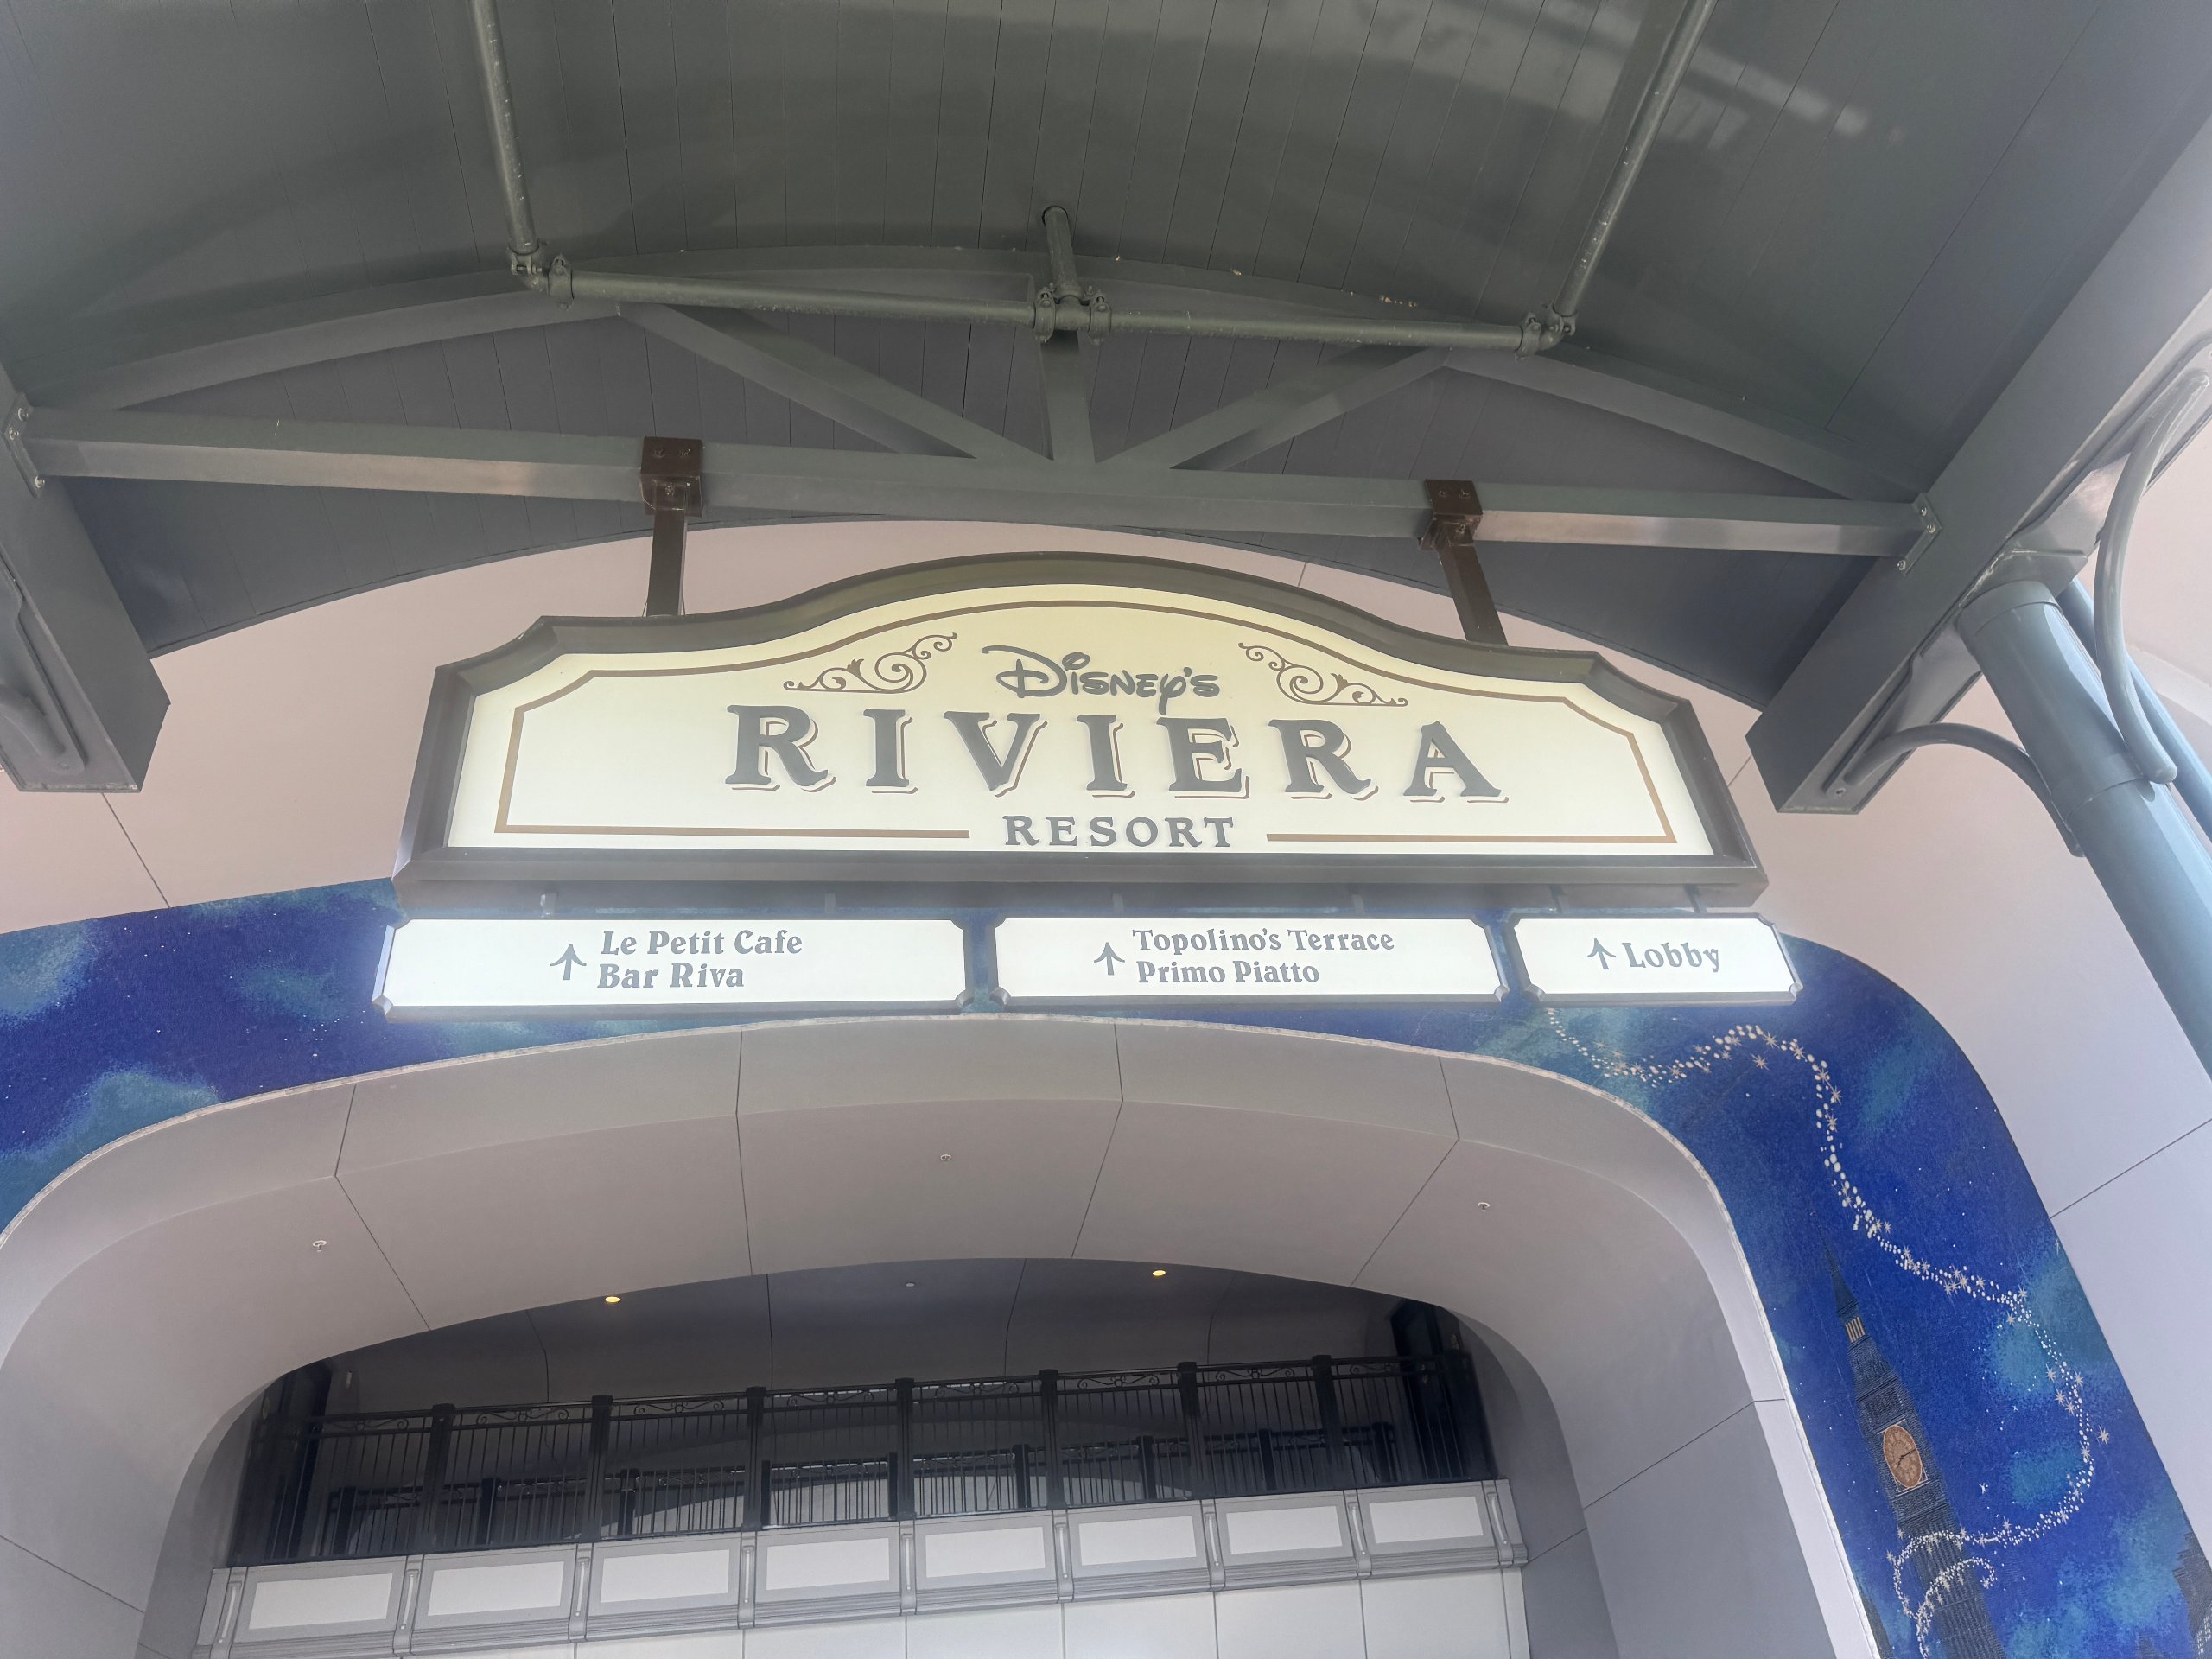 Disney's
RIVIERA
RESORT
Le Petit Cafe
Bar Riva
Topolino's Terrace
Primo Piatto
Lobby